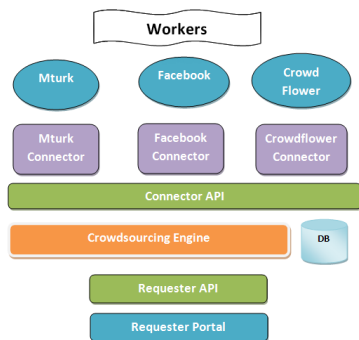 Workers
Mturk
Facebook
Crowd
Flower
Mturk
Connector
Facebook
Connector
Crowdflower
Connector
Connector API
Crowdsourcing Engine
DB
Requester API
Requester Portal